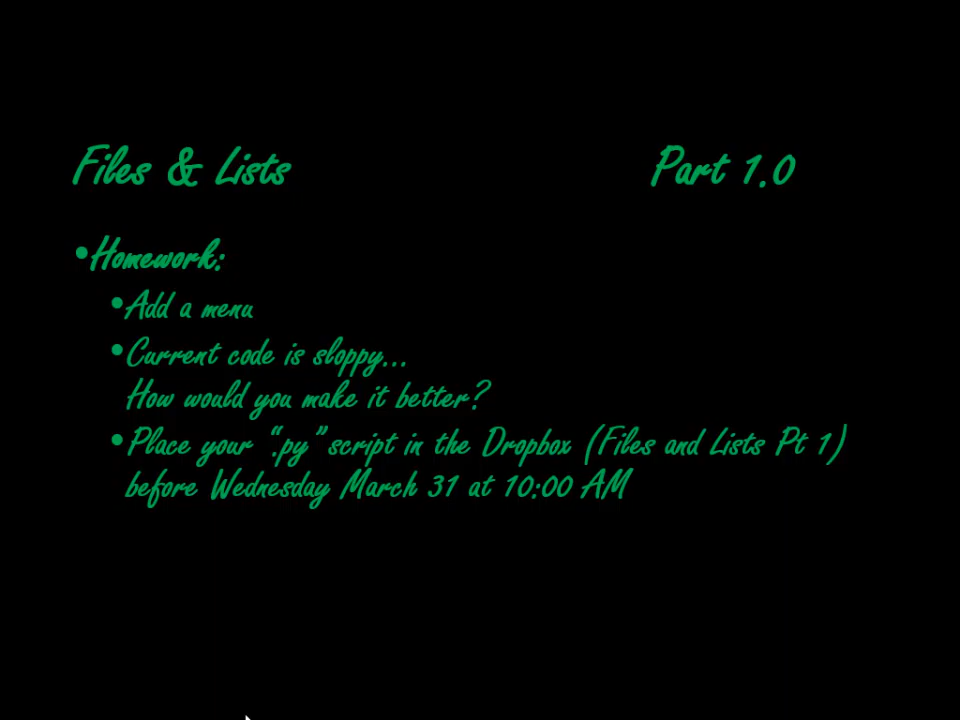 Files & Lists Part 1.0
•Homework:
•Add a menu
•Current code is sloppy...
How would you make it better?
•Place your “.py” script in the Dropbox (Files and Lists Pt 1)
before Wednesday March 31 at 10:00 AM